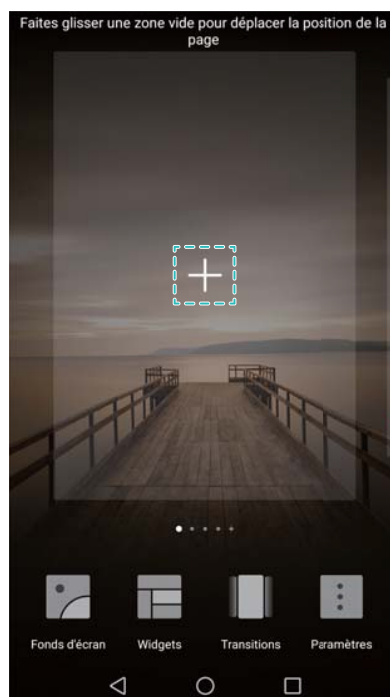 Faites glisser une zone vide pour déplacer la position de la
page
Fonds d'écran
Widgets
Transitions
Paramètres